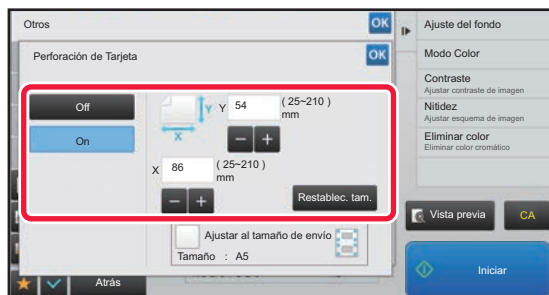 Otros
OK
Perforación de Tarjeta
OK
Off
On
Y
Y
54
( 25~210 )
mm
− +
X
X
86
( 25~210 )
mm
− +
Restablec. tam.
Ajustar al tamaño de envío
Tamaño : A5
Atrás
Ajuste del fondo
Modo Color
Contraste
Ajustar contraste de imagen
Nitidez
Ajustar esquema de imagen
Eliminar color
Eliminar color cromático
Vista previa
CA
Iniciar